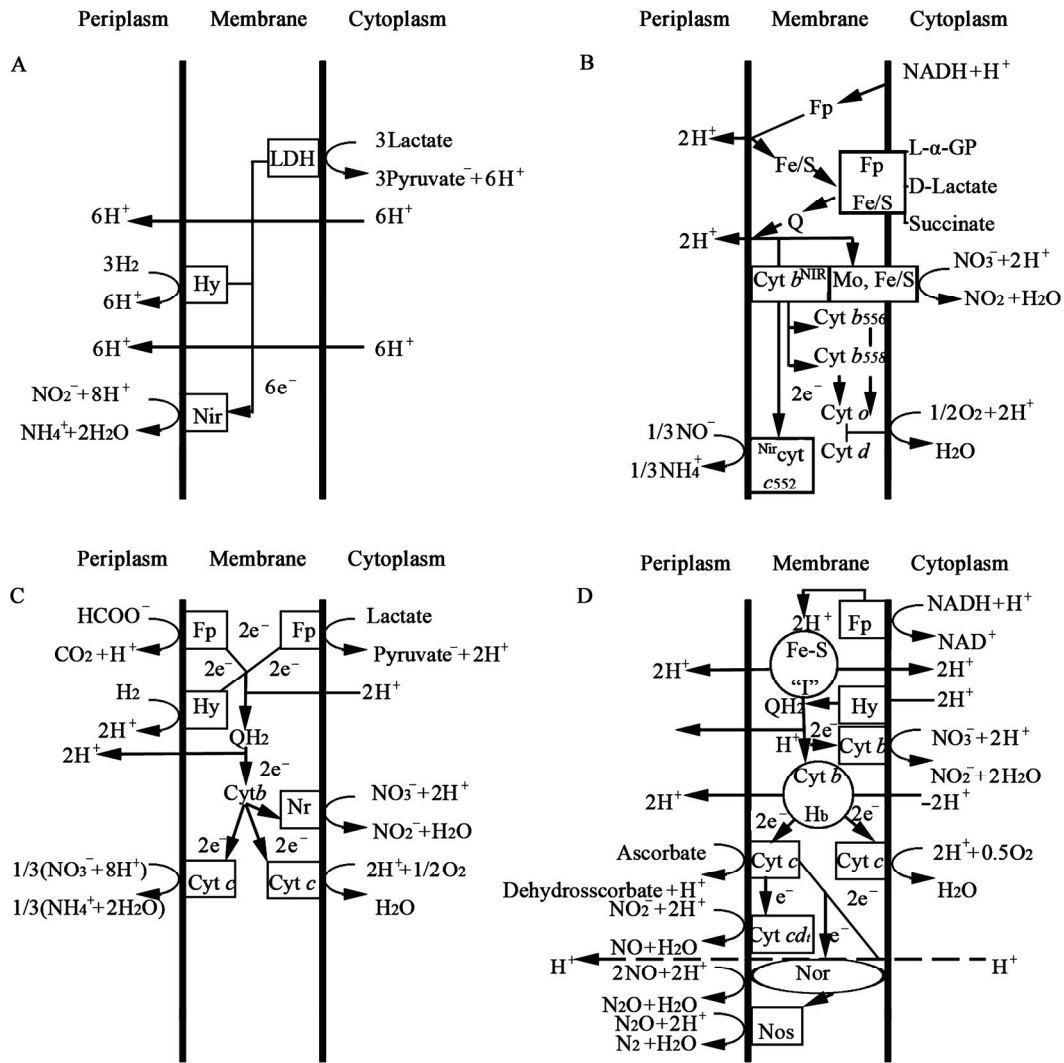 Periplasm Membrane Cytoplasm
A
LDH
3Lactate
3Pyruvate⁻+6H⁺
6H⁺
6H⁺
3H₂
6H⁺
Hy
6H⁺
6H⁺
6e⁻
NO₂⁻+8H⁺
NH₄⁺+2H₂O
Nir
Periplasm Membrane Cytoplasm
B
NADH+H⁺
Fp
2H⁺
Fe/S
Fp
Fe/S
L-α-GP
D-Lactate
Succinate
Q
2H⁺
Cyt b^NIR
Mo, Fe/S
NO₃⁻+2H⁺
NO₂+H₂O
Cyt b₅₅₆
Cyt b₅₅₈
2e⁻
Cyt o
Cyt d
1/2O₂+2H⁺
H₂O
1/3NO⁻
1/3NH₄⁺
^Nir cyt
c₅₅₂
Periplasm Membrane Cytoplasm
C
HCOO⁻
CO₂+H⁺
Fp
2e⁻
Fp
Lactate
Pyruvate⁻+2H⁺
2e⁻
2e⁻
H₂
2H⁺
Hy
2H⁺
QH₂
2H⁺
2e⁻
Cytb
Nr
NO₃⁻+2H⁺
NO₂⁻+H₂O
2e⁻
2e⁻
1/3(NO₃⁻+8H⁺)
1/3(NH₄⁺+2H₂O)
Cyt c
Cyt c
2H⁺+1/2O₂
H₂O
Periplasm Membrane Cytoplasm
D
2H⁺
Fp
NADH+H⁺
NAD⁺
Fe-S
"I"
2H⁺
2H⁺
QH₂
Hy
2H⁺
2e⁻
H⁺
Cyt b
NO₃⁻+2H⁺
NO₂⁻+2H₂O
Cyt b
H_b
2H⁺
–2H⁺
2e⁻
2e⁻
Ascorbate
Dehydrosscorbate+H⁺
Cyt c
Cyt c
2H⁺+0.5O₂
H₂O
e⁻
2e⁻
NO₂⁻+2H⁺
NO+H₂O
Cyt cd_t
e⁻
H⁺
H⁺
2NO+2H⁺
N₂O+H₂O
Nor
N₂O+2H⁺
N₂+H₂O
Nos